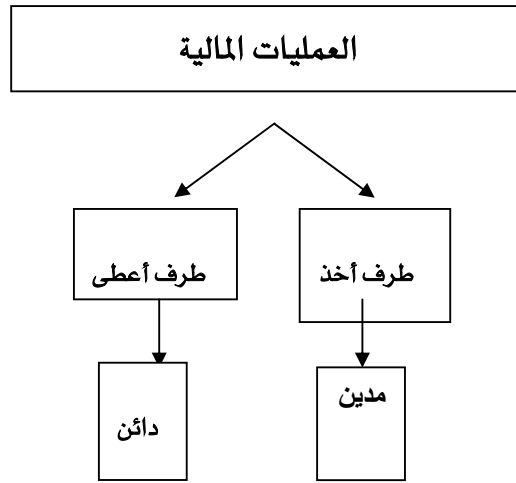 العمليات المالية
طرف أخذ
طرف أعطى
مدين
دائن